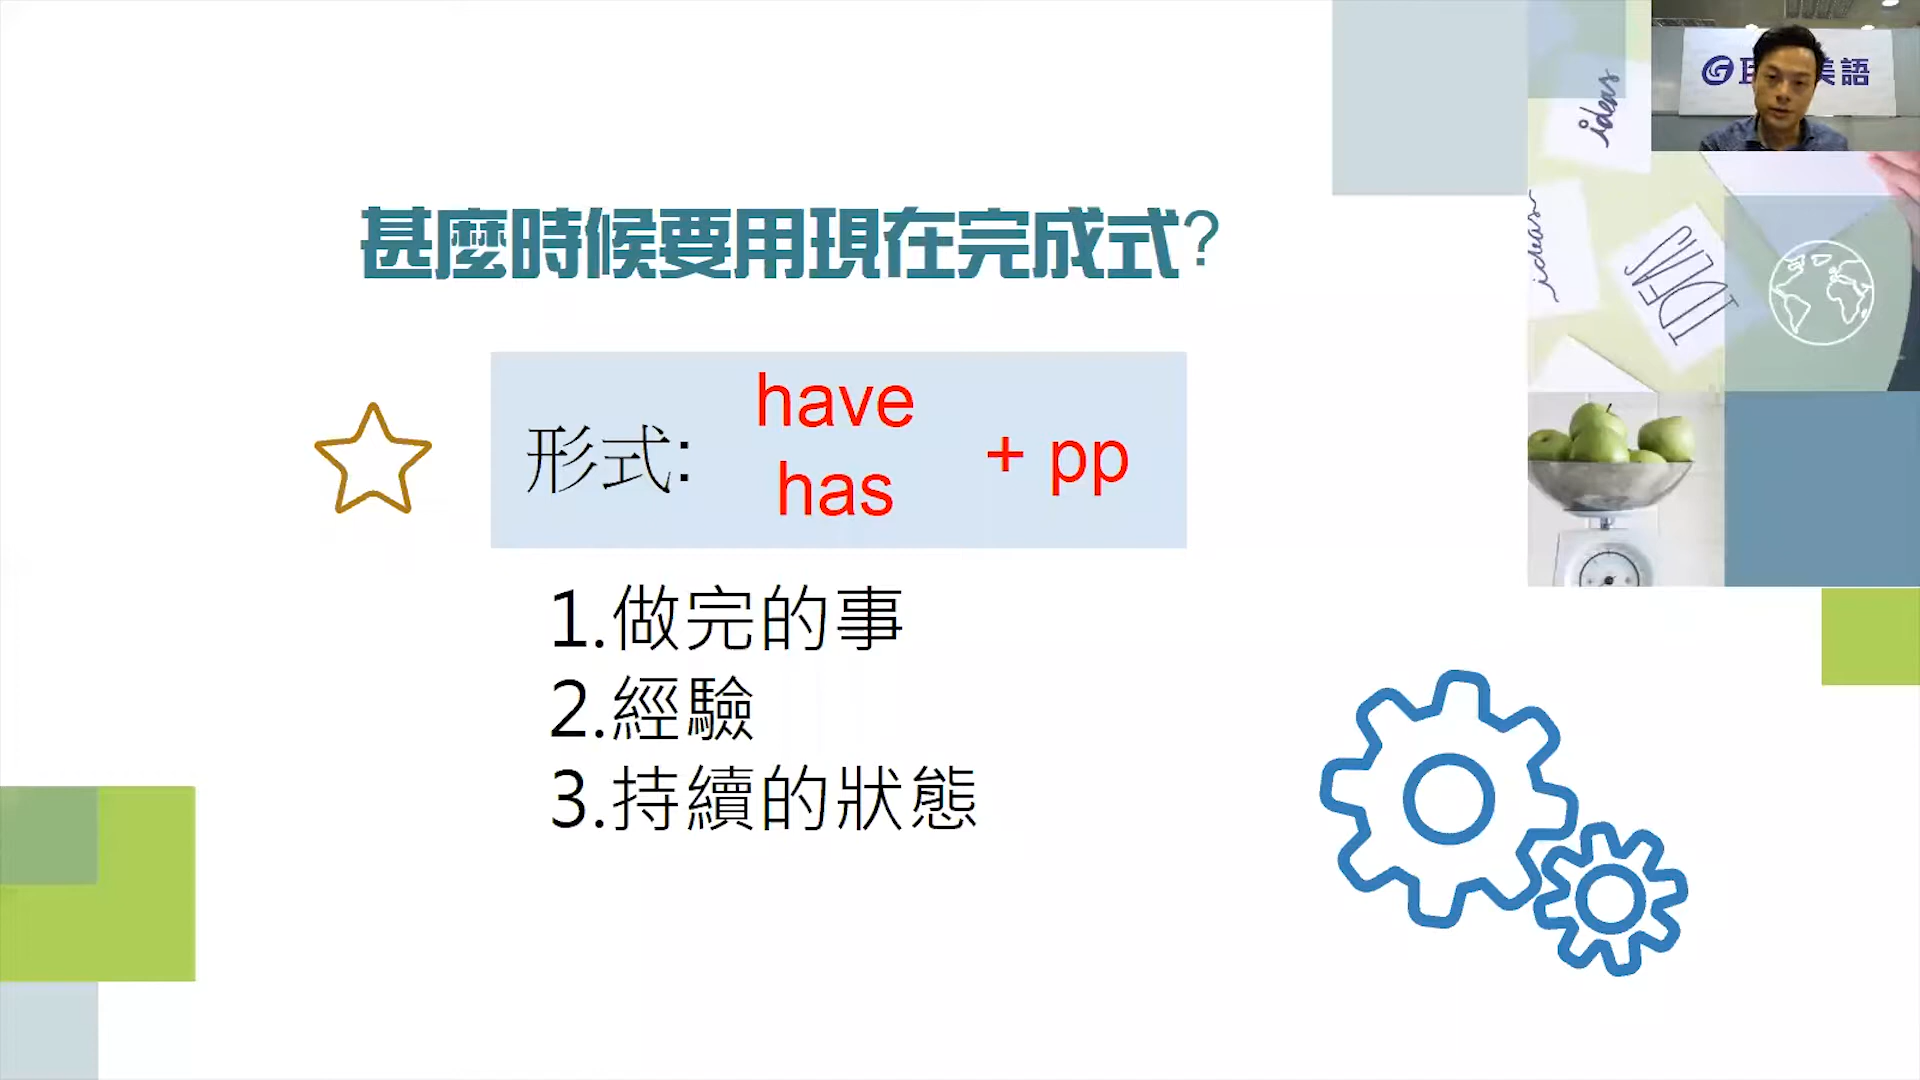 甚麼時候要用現在完成式?
形式:
have
has
+ pp
1.做完的事
2.經驗
3.持續的狀態
ideas
ideas
IDEAS
美語